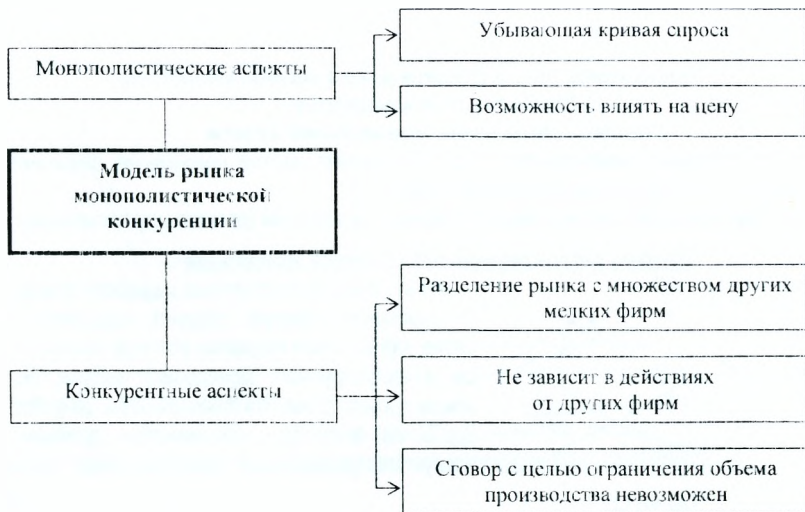 Убывающая кривая спроса
Монополистические аспекты
Возможность влиять на цену
Модель рынка
монополистической
конкуренции
Разделение рынка с множеством других
мелких фирм
Конкурентные аспекты
Не зависит в действиях
от других фирм
Сговор с целью ограничения объема
производства невозможен